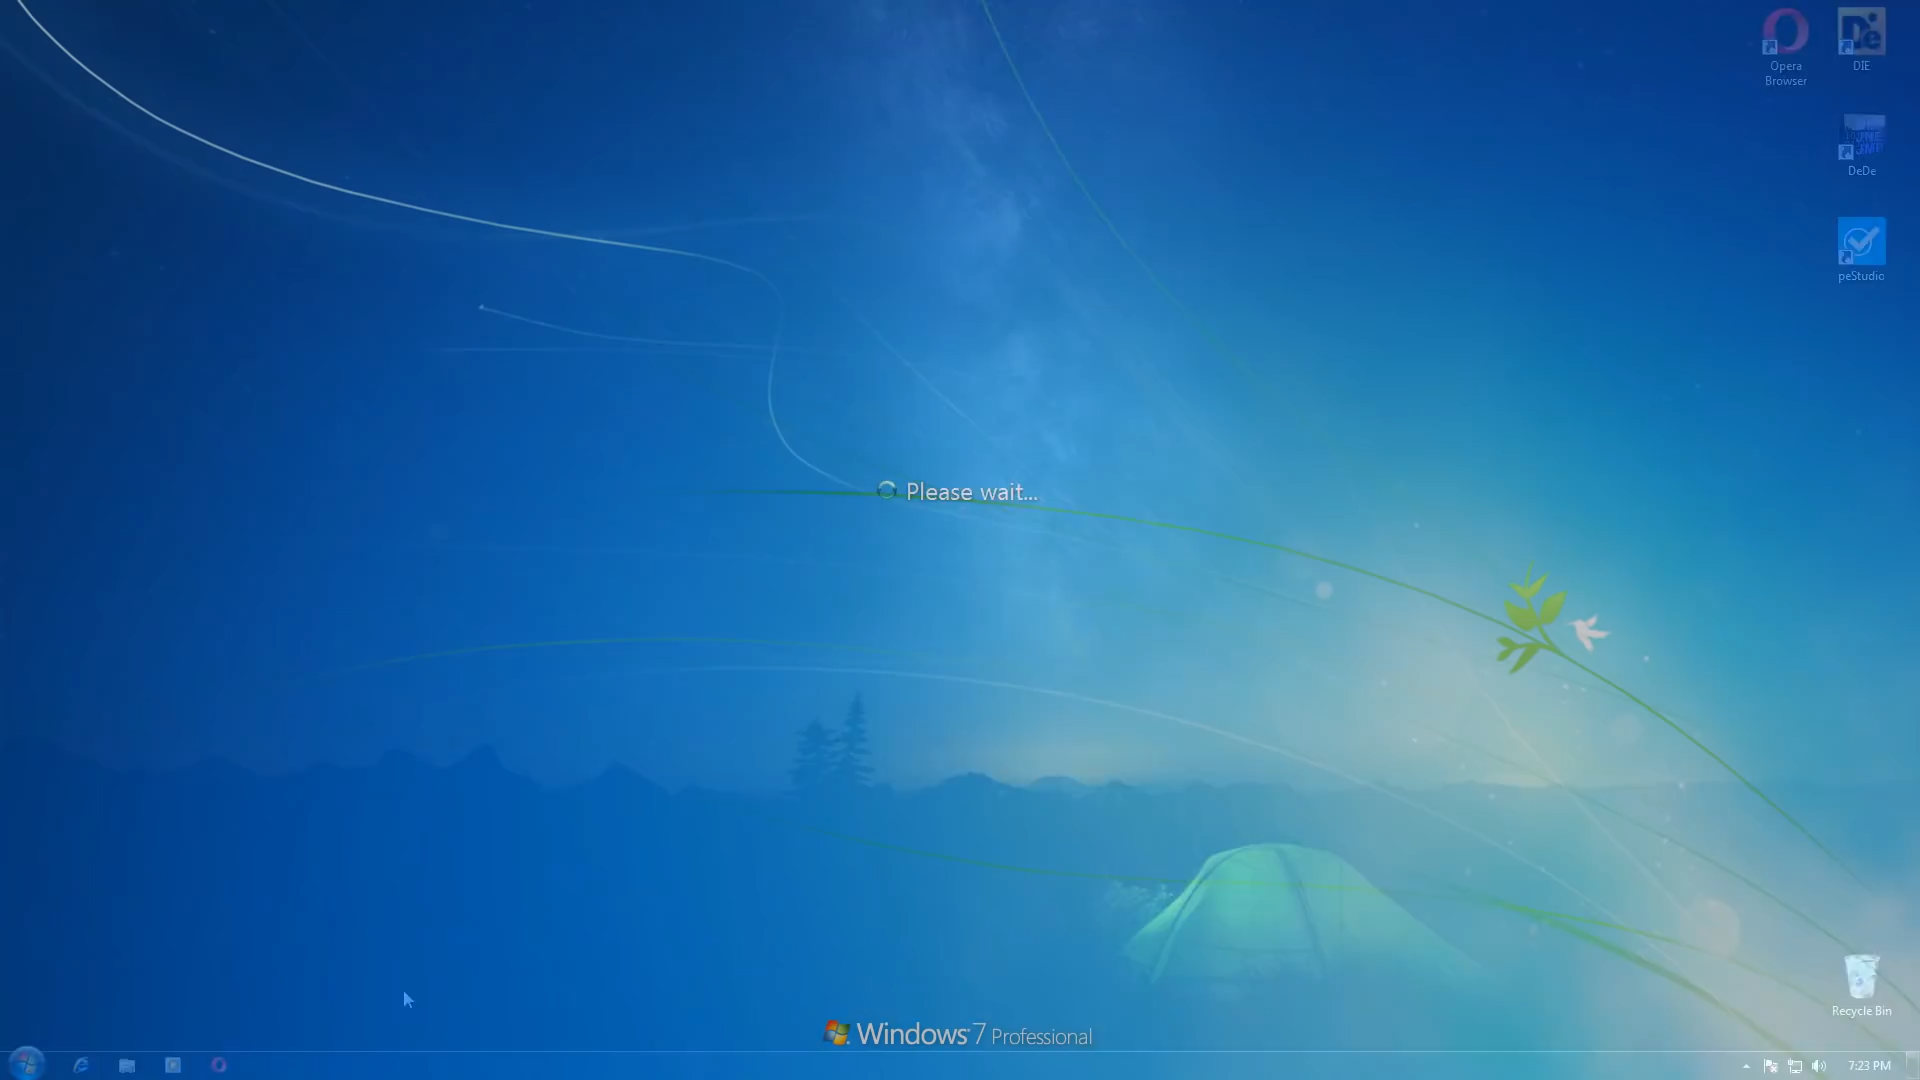 Opera
Browser
DIE
DeDe
peStudio
Please wait...
Recycle Bin
Windows 7 Professional
7:23 PM